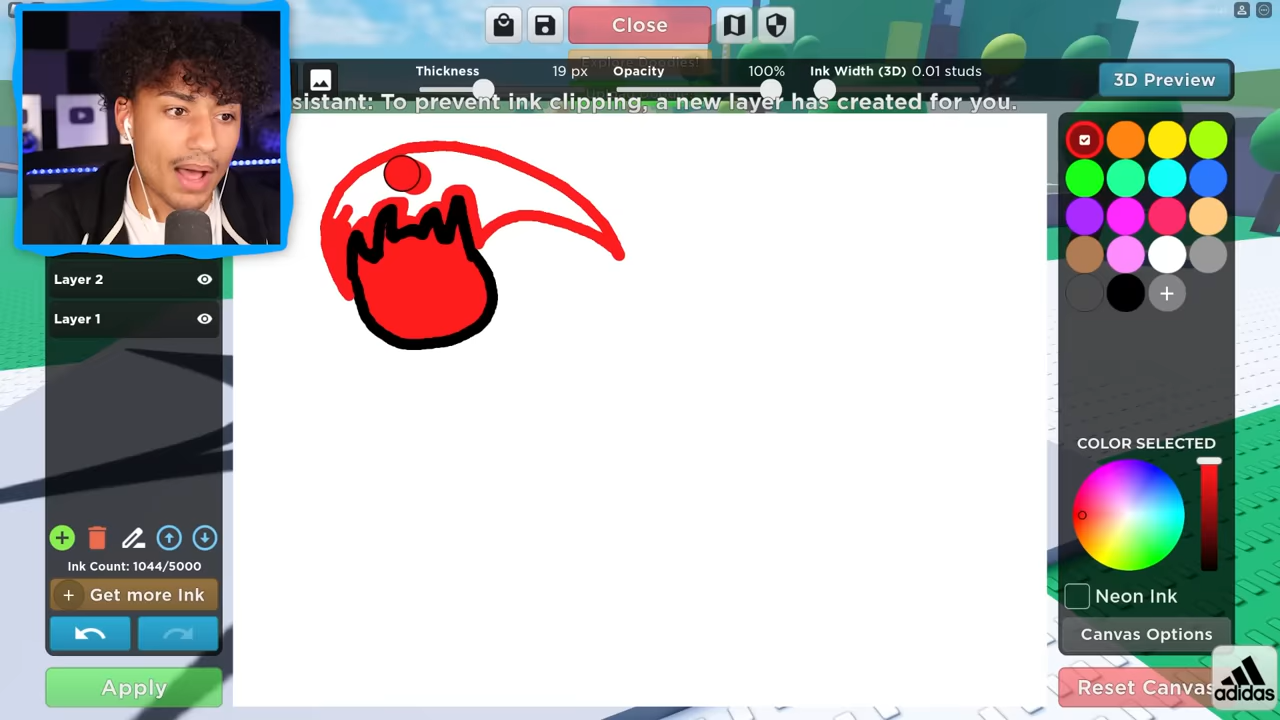 Close
Explore Doodles!
Thickness
19 px
Opacity
100%
Ink Width (3D) 0.01 studs
3D Preview
sistant: To prevent ink clipping, a new layer has created for you.
Layer 2
Layer 1
COLOR SELECTED
Ink Count: 1044/5000
+ Get more Ink
Neon Ink
Canvas Options
Apply
Reset Canvas
adidas